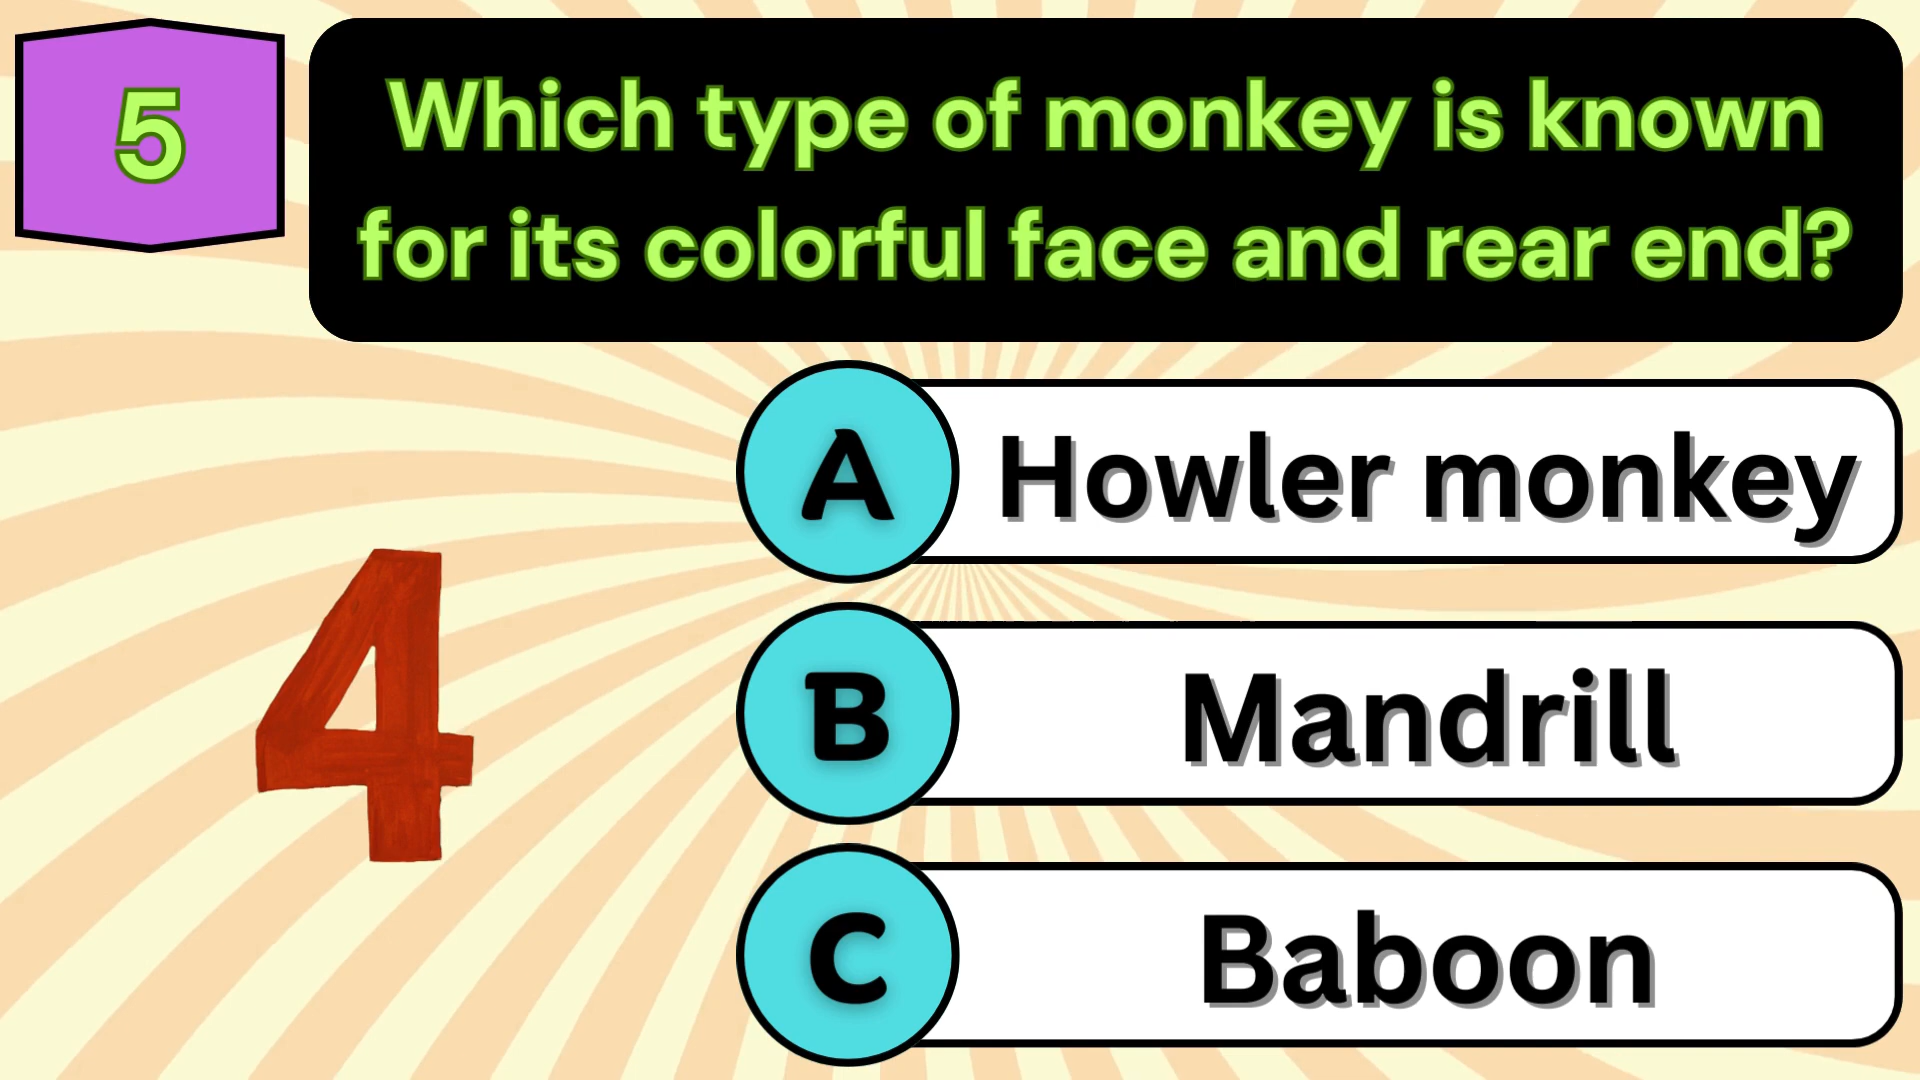 5
Which type of monkey is known
for its colorful face and rear end?
A
Howler monkey
4
B
Mandrill
C
Baboon